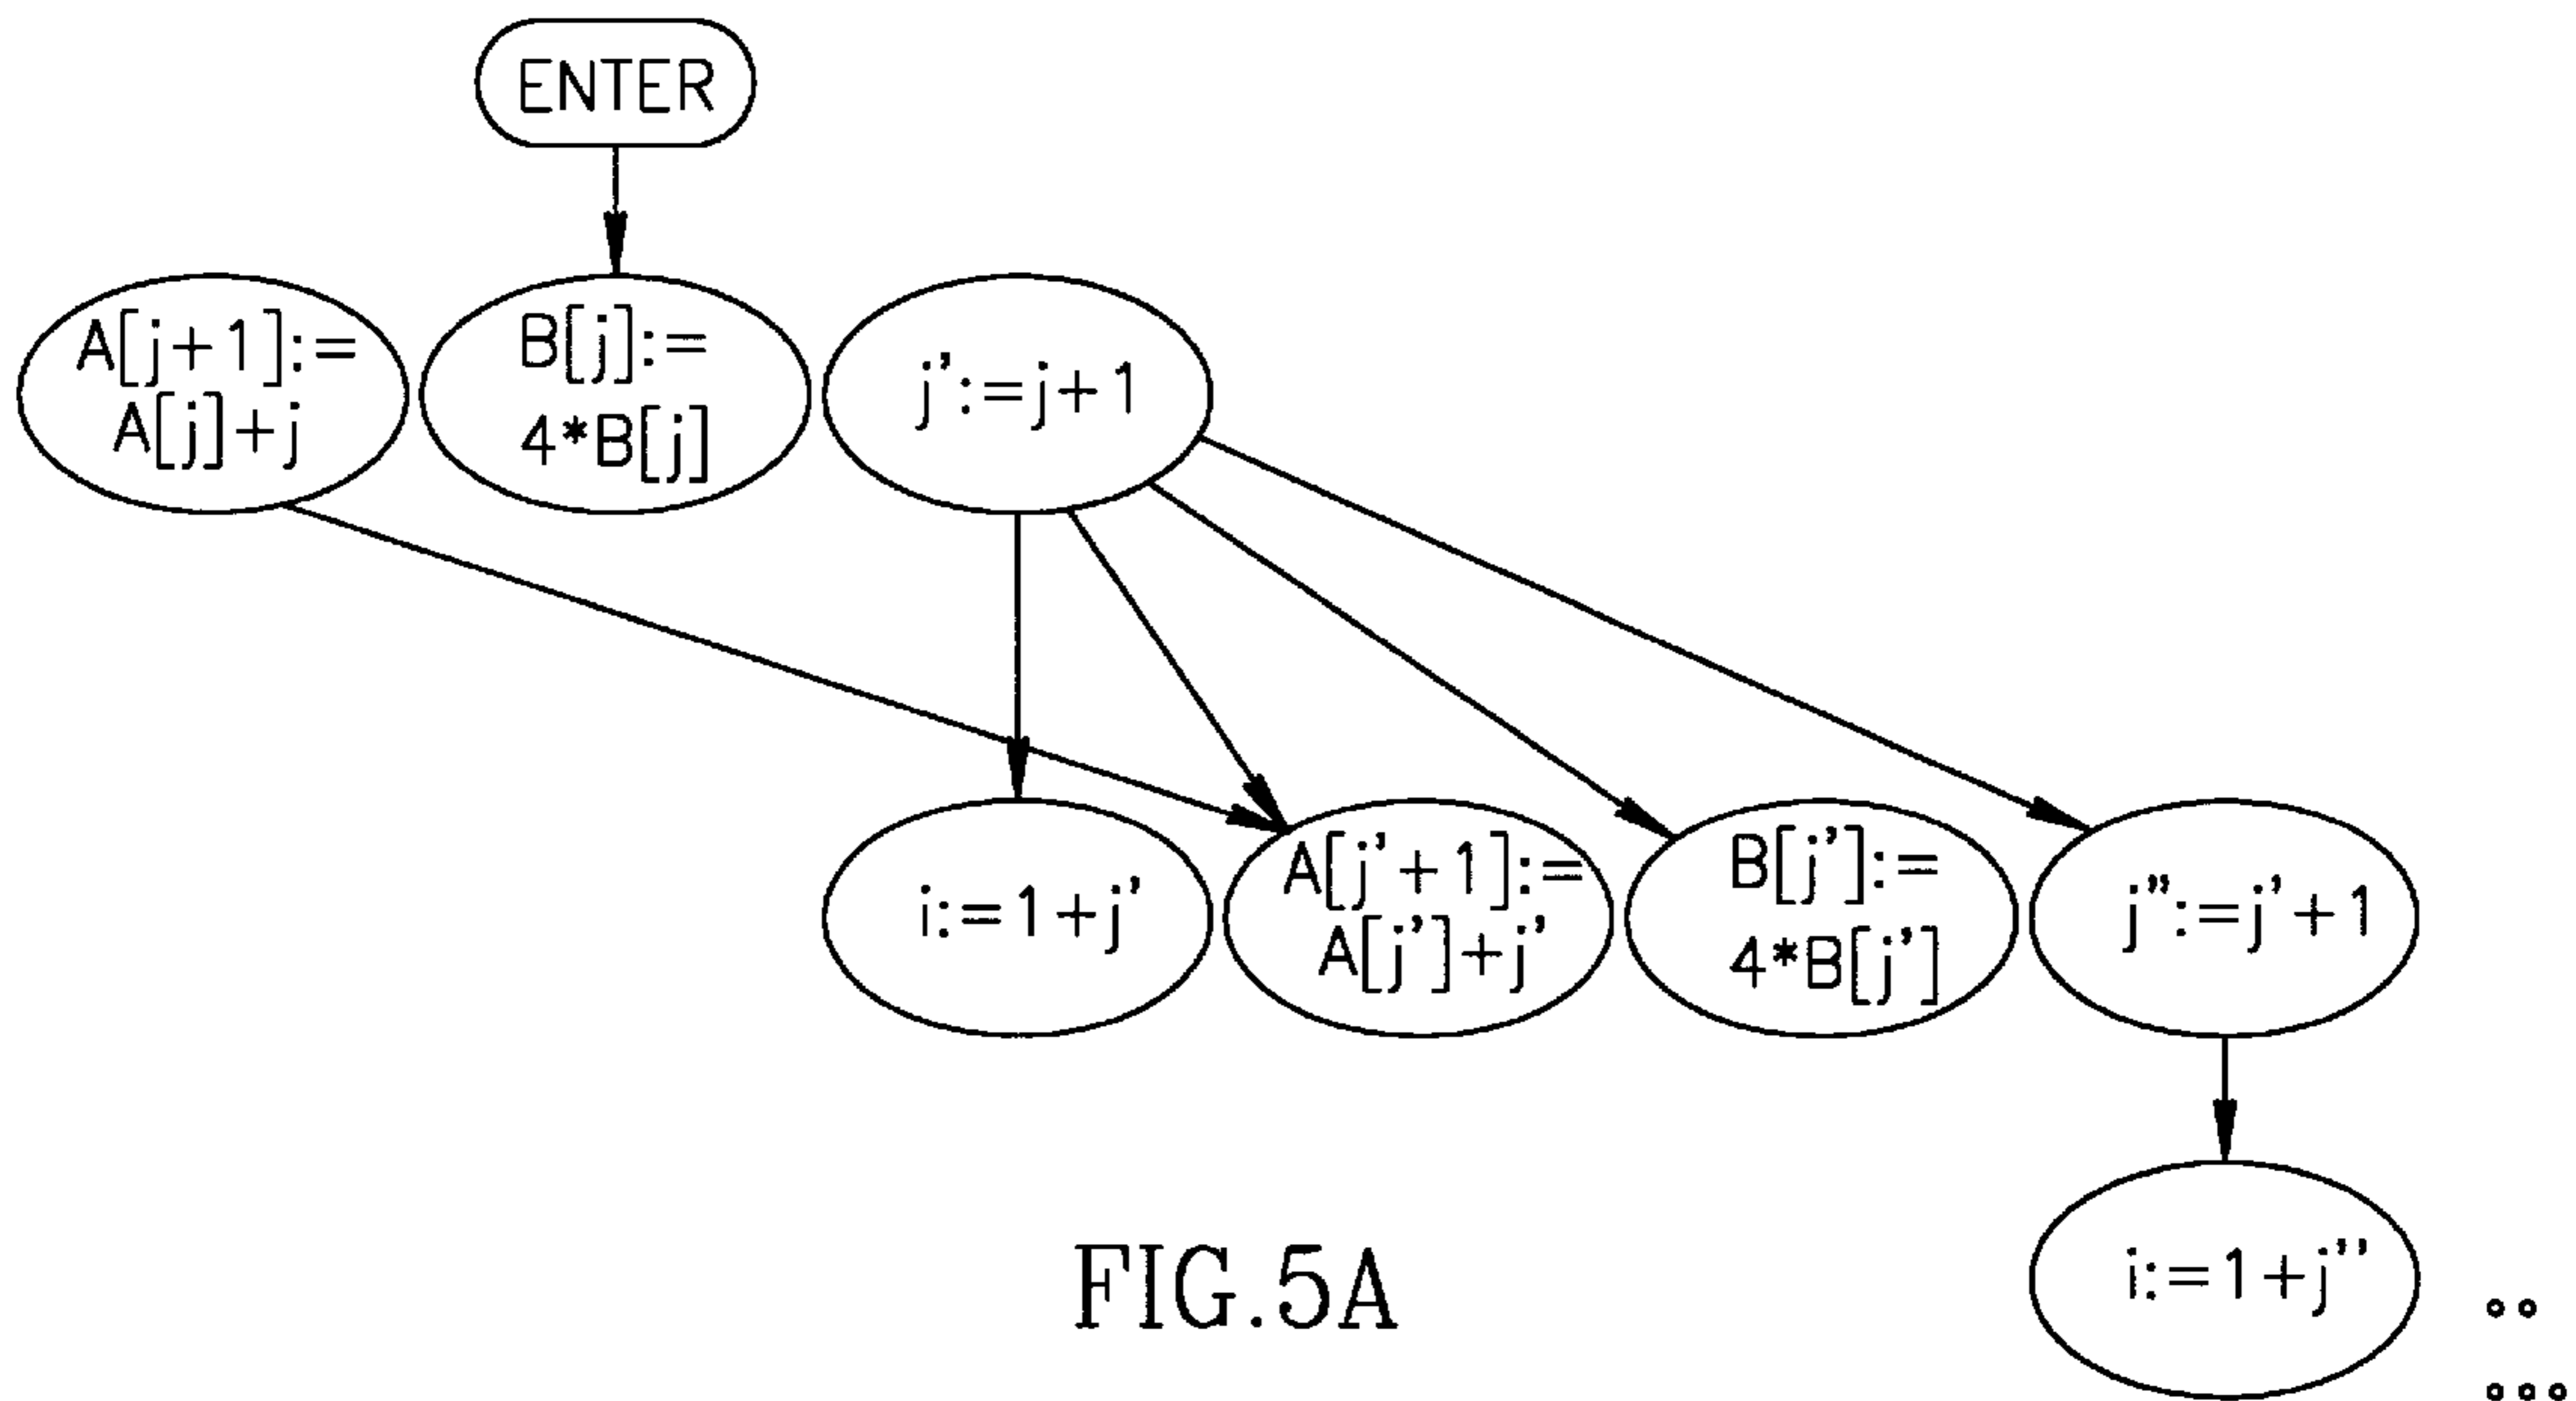 ENTER
A[j+1]:=
A[j]+j
B[j]:=
4*B[j]
j':=j+1
i:=1+j'
A[j'+1]:=
A[j']+j'
B[j']:=
4*B[j']
j":=j'+1
i:=1+j''
FIG.5A